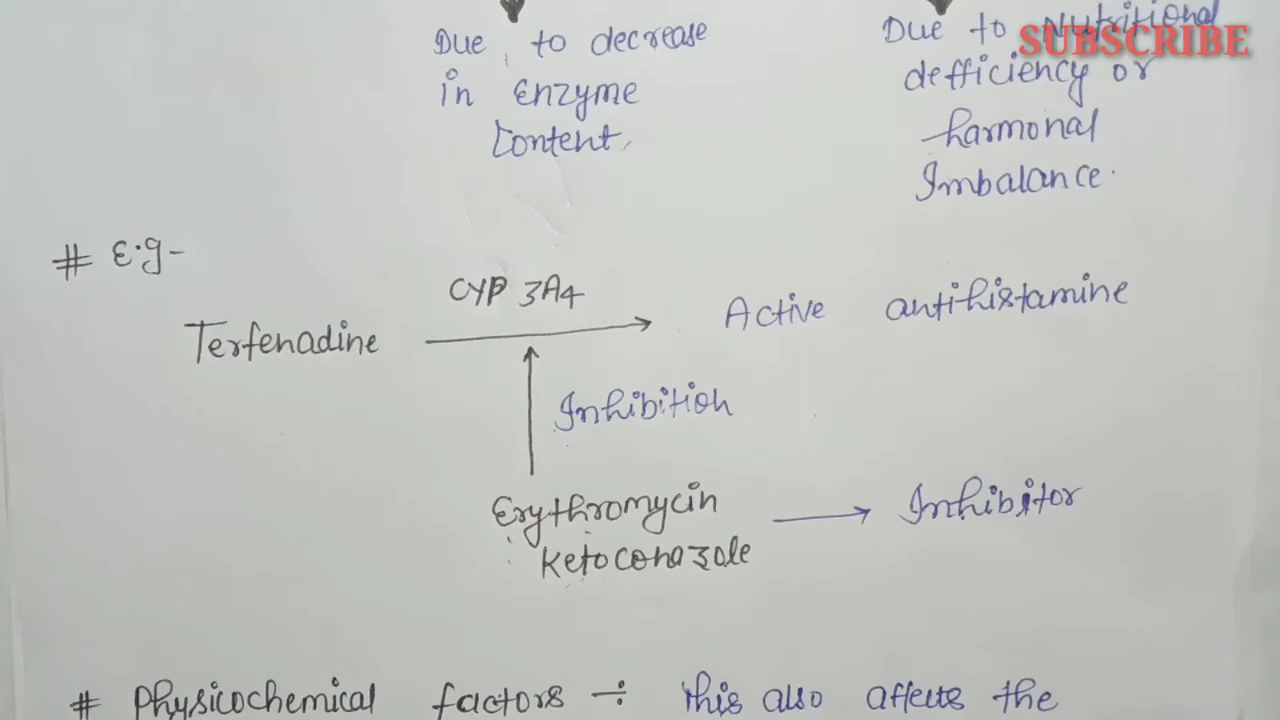 Due to decrease
in Enzyme
Content
Due to Nutritional
SUBSCRIBE
defficiency or
harmonal
Imbalance.
# E.g-
CYP 3A4
Terfenadine
Active antihistamine
Inhibition
Erythromycin
Inhibitor
Ketoconazole
# Physicochemical factors ÷ this also affects the